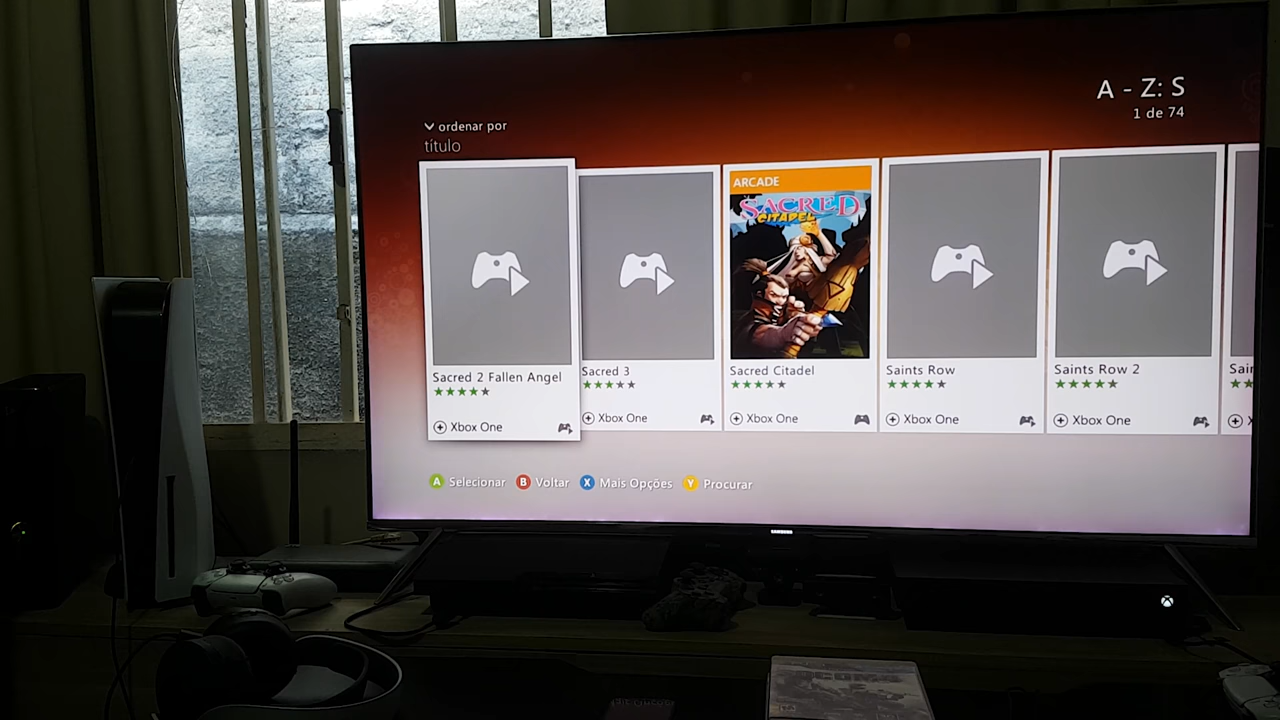 A - Z: S
1 de 74
ordenar por
título
ARCADE
SACRED
CITADEL
Sacred 2 Fallen Angel
Sacred 3
Sacred Citadel
Saints Row
Saints Row 2
Xbox One
Xbox One
Xbox One
Xbox One
Xbox One
A Selecionar B Voltar X Mais Opções Y Procurar
SAMSUNG